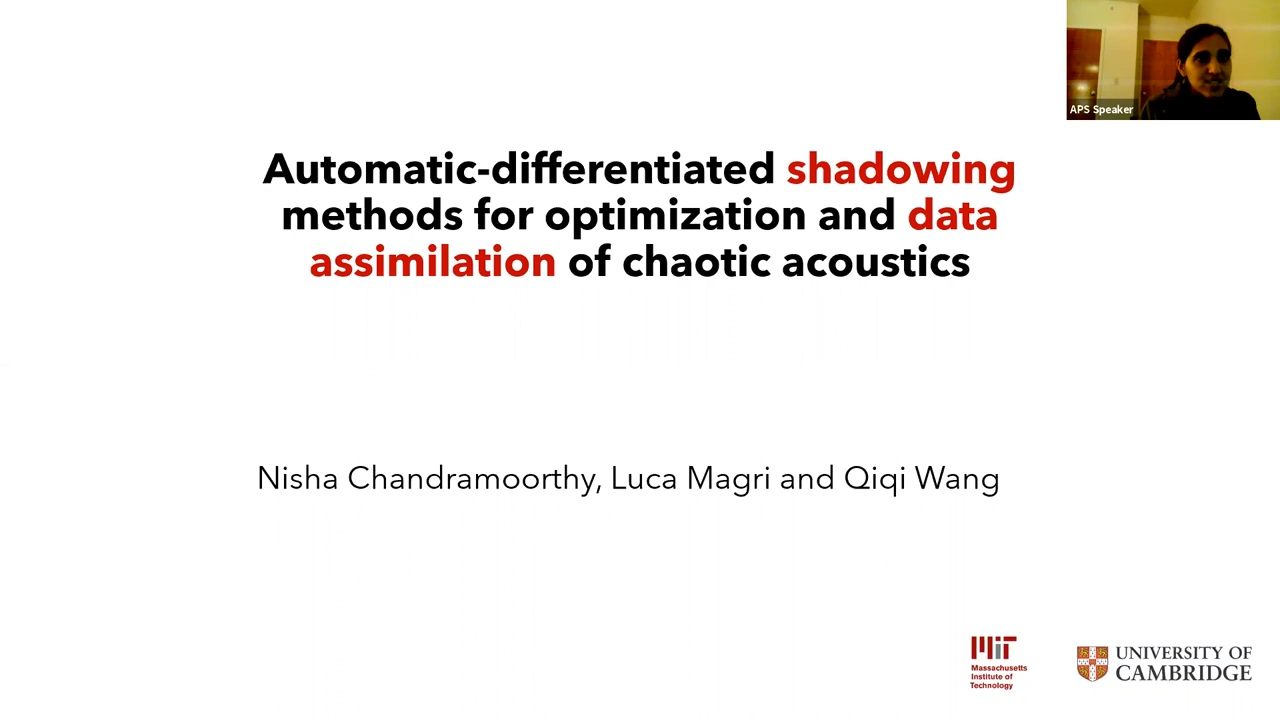 APS Speaker
Automatic-differentiated shadowing
methods for optimization and data
assimilation of chaotic acoustics
Nisha Chandramoorthy, Luca Magri and Qiqi Wang
MIT
Massachusetts
Institute of
Technology
UNIVERSITY OF
CAMBRIDGE